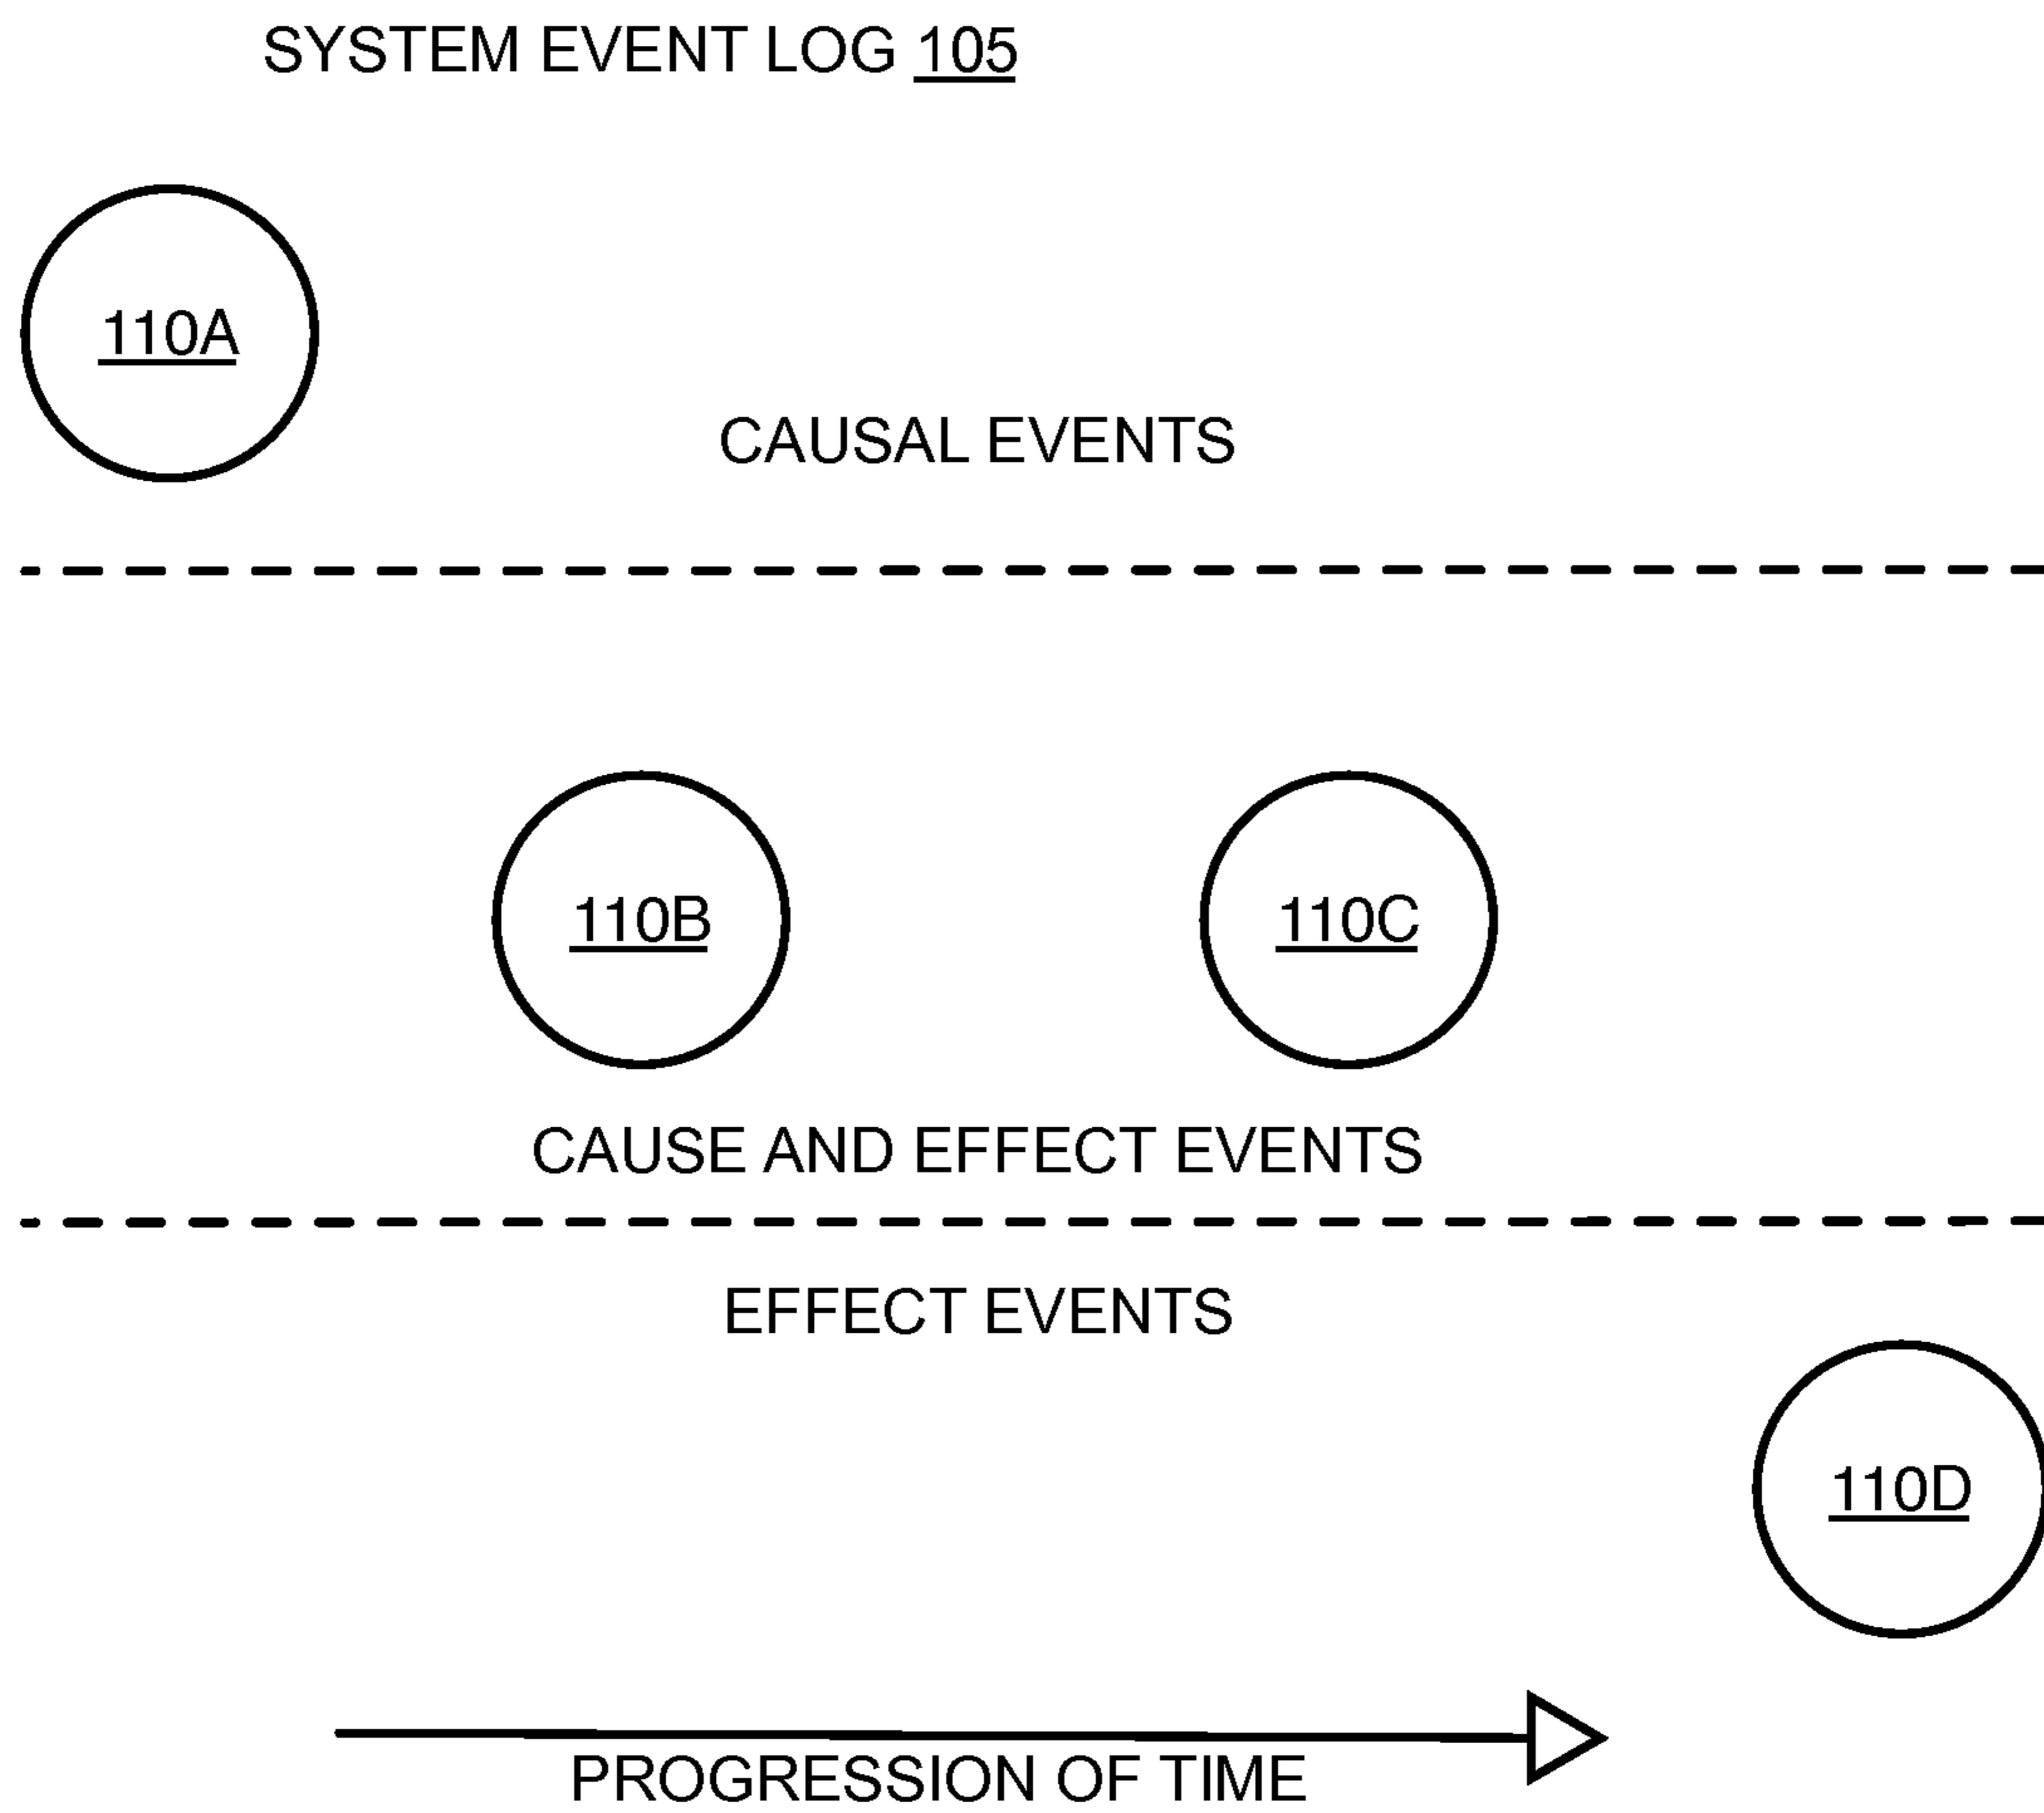 SYSTEM EVENT LOG 105
110A
CAUSAL EVENTS
110B
110C
CAUSE AND EFFECT EVENTS
EFFECT EVENTS
110D
PROGRESSION OF TIME